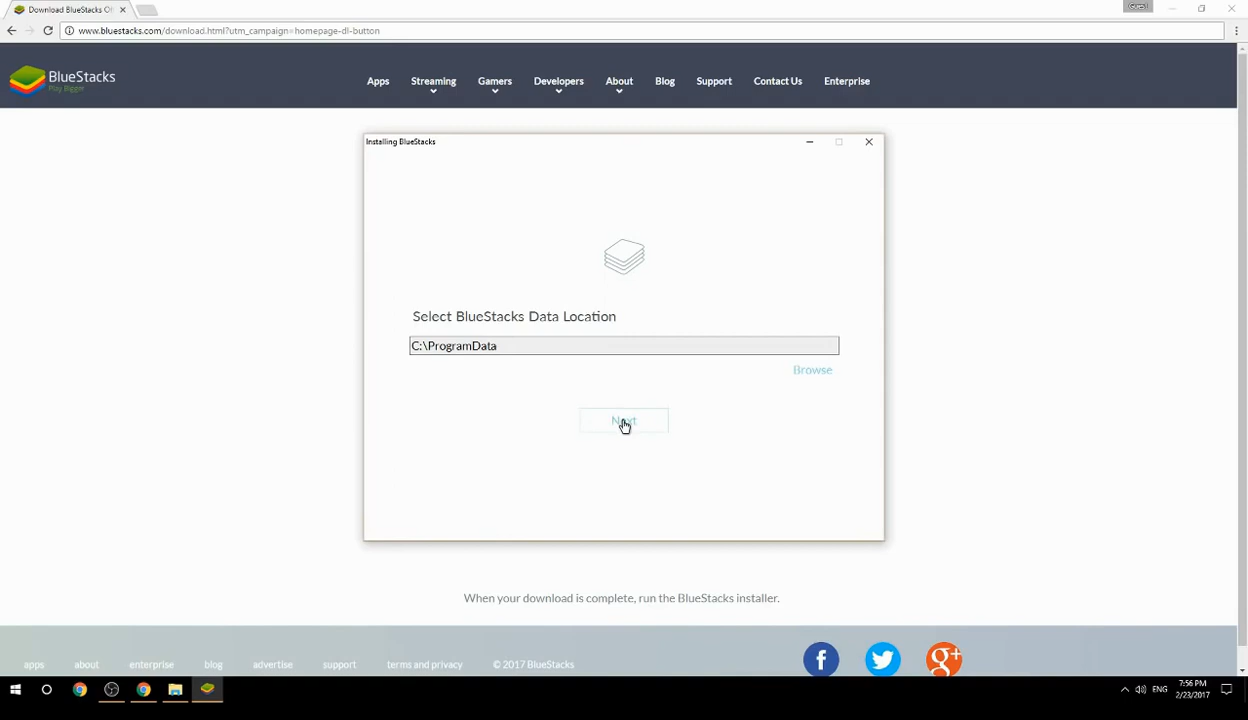 Download BlueStacks Of
Guest
www.bluestacks.com/download.html?utm_campaign=homepage-dl-button
BlueStacks
Play Bigger
Apps Streaming Gamers Developers About Blog Support Contact Us Enterprise
Installing BlueStacks
Select BlueStacks Data Location
C:\ProgramData
Browse
Next
When your download is complete, run the BlueStacks installer.
apps about enterprise blog advertise support terms and privacy © 2017 BlueStacks
f
g+
ENG
7:56 PM
2/23/2017